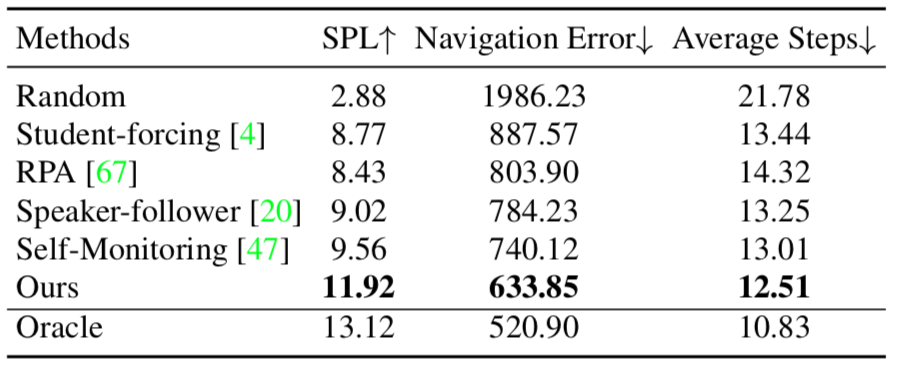 Methods SPL↑ Navigation Error↓ Average Steps↓
Random 2.88 1986.23 21.78
Student-forcing [4] 8.77 887.57 13.44
RPA [67] 8.43 803.90 14.32
Speaker-follower [20] 9.02 784.23 13.25
Self-Monitoring [47] 9.56 740.12 13.01
Ours 11.92 633.85 12.51
Oracle 13.12 520.90 10.83